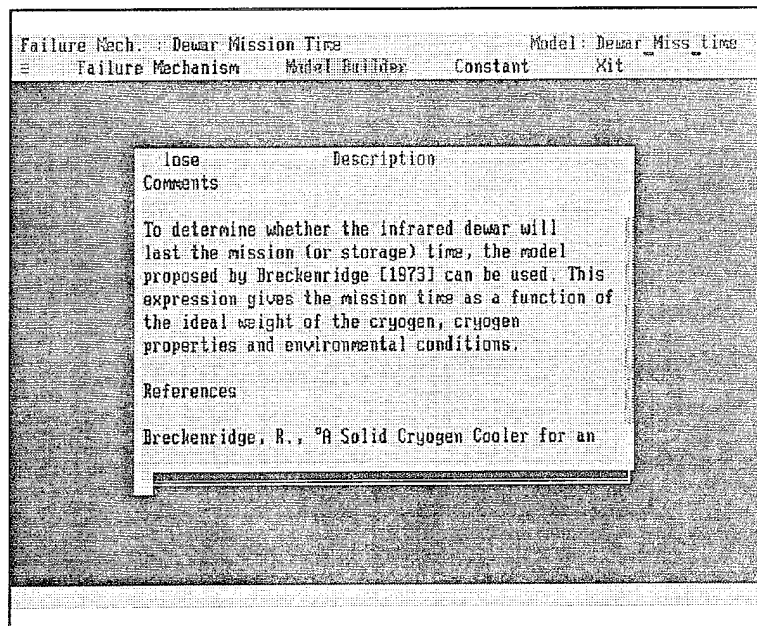 Failure Mech. : Dewar Mission Time Model: Dewar_Miss_time
≡ Failure Mechanism Model Builder Constant Xit
lose Description
Comments
To determine whether the infrared dewar will
last the mission (or storage) time, the model
proposed by Breckenridge [1973] can be used. This
expression gives the mission time as a function of
the ideal weight of the cryogen, cryogen
properties and environmental conditions.
References
Breckenridge, R., "A Solid Cryogen Cooler for an